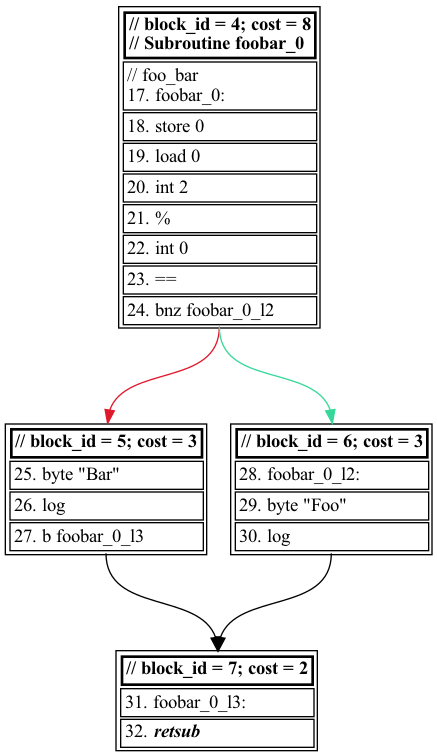 // block_id = 4; cost = 8
// Subroutine foobar_0
// foo_bar
17. foobar_0:
18. store 0
19. load 0
20. int 2
21. %
22. int 0
23. ==
24. bnz foobar_0_l2
// block_id = 5; cost = 3
25. byte "Bar"
26. log
27. b foobar_0_l3
// block_id = 6; cost = 3
28. foobar_0_l2:
29. byte "Foo"
30. log
// block_id = 7; cost = 2
31. foobar_0_l3:
32. retsub